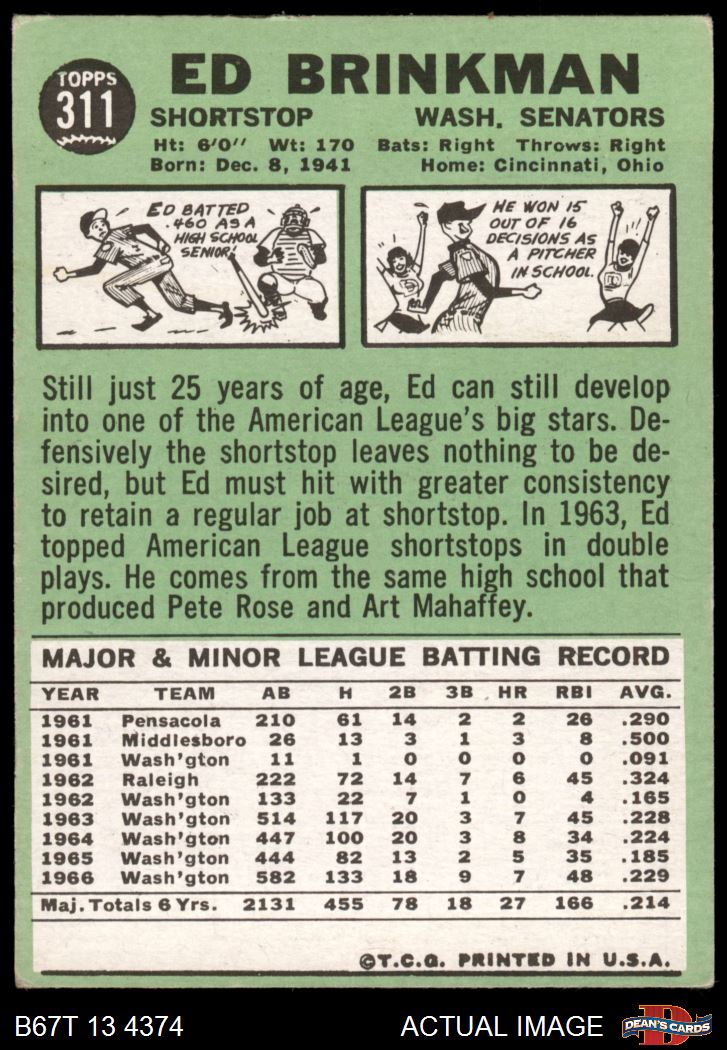 TOPPS
311
ED BRINKMAN
SHORTSTOP WASH. SENATORS
Ht: 6'0" Wt: 170 Bats: Right Throws: Right
Born: Dec. 8, 1941 Home: Cincinnati, Ohio
ED BATTED
.460 AS A
HIGH SCHOOL
SENIOR!
HE WON 15
OUT OF 16
DECISIONS AS
A PITCHER
IN SCHOOL.
Still just 25 years of age, Ed can still develop
into one of the American League's big stars. De-
fensively the shortstop leaves nothing to be de-
sired, but Ed must hit with greater consistency
to retain a regular job at shortstop. In 1963, Ed
topped American League shortstops in double
plays. He comes from the same high school that
produced Pete Rose and Art Mahaffey.
MAJOR & MINOR LEAGUE BATTING RECORD
YEAR TEAM AB H 2B 3B HR RBI AVG.
1961 Pensacola 210 61 14 2 2 26 .290
1961 Middlesboro 26 13 3 1 3 8 .500
1961 Wash'gton 11 1 0 0 0 0 .091
1962 Raleigh 222 72 14 7 6 45 .324
1962 Wash'gton 133 22 7 1 0 4 .165
1963 Wash'gton 514 117 20 3 7 45 .228
1964 Wash'gton 447 100 20 3 8 34 .224
1965 Wash'gton 444 82 13 2 5 35 .185
1966 Wash'gton 582 133 18 9 7 48 .229
Maj. Totals 6 Yrs. 2131 455 78 18 27 166 .214
©T.C.G. PRINTED IN U.S.A.
B67T 13 4374 ACTUAL IMAGE
D
DEAN'S CARDS